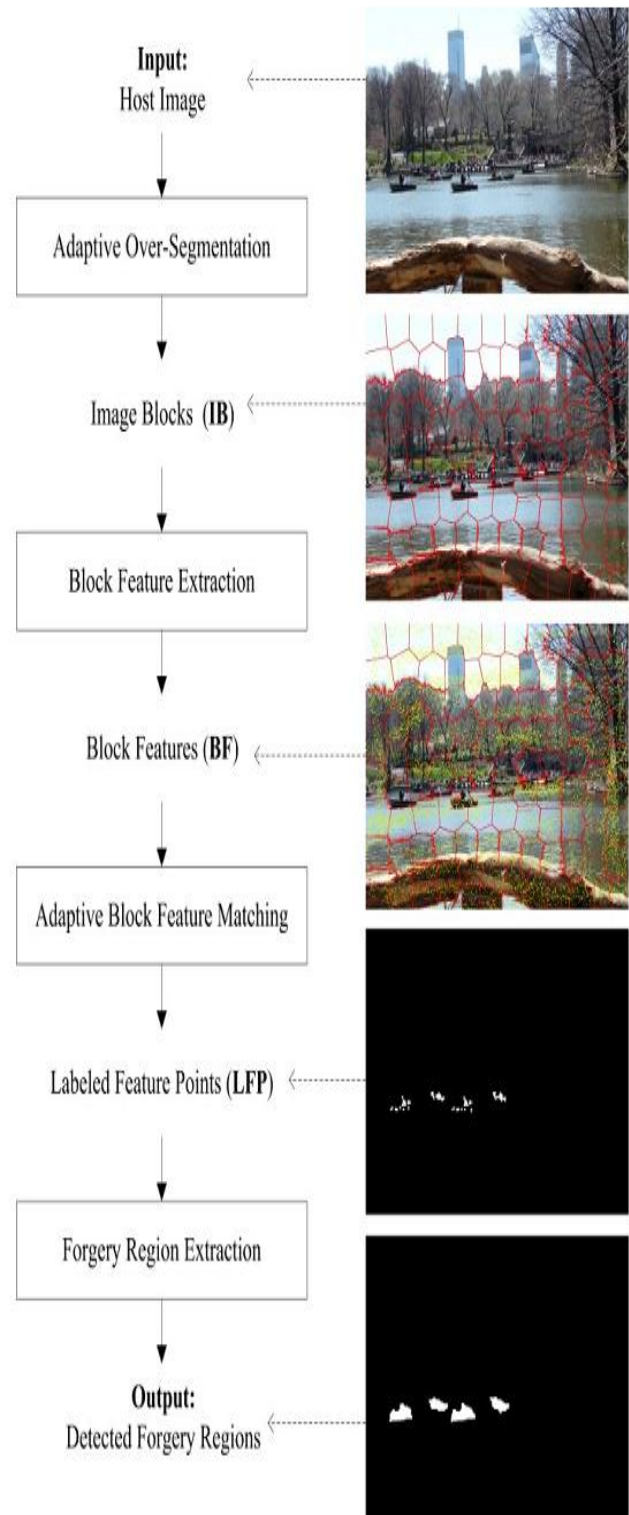 Input:
Host Image
Adaptive Over-Segmentation
Image Blocks (IB)
Block Feature Extraction
Block Features (BF)
Adaptive Block Feature Matching
Labeled Feature Points (LFP)
Forgery Region Extraction
Output:
Detected Forgery Regions